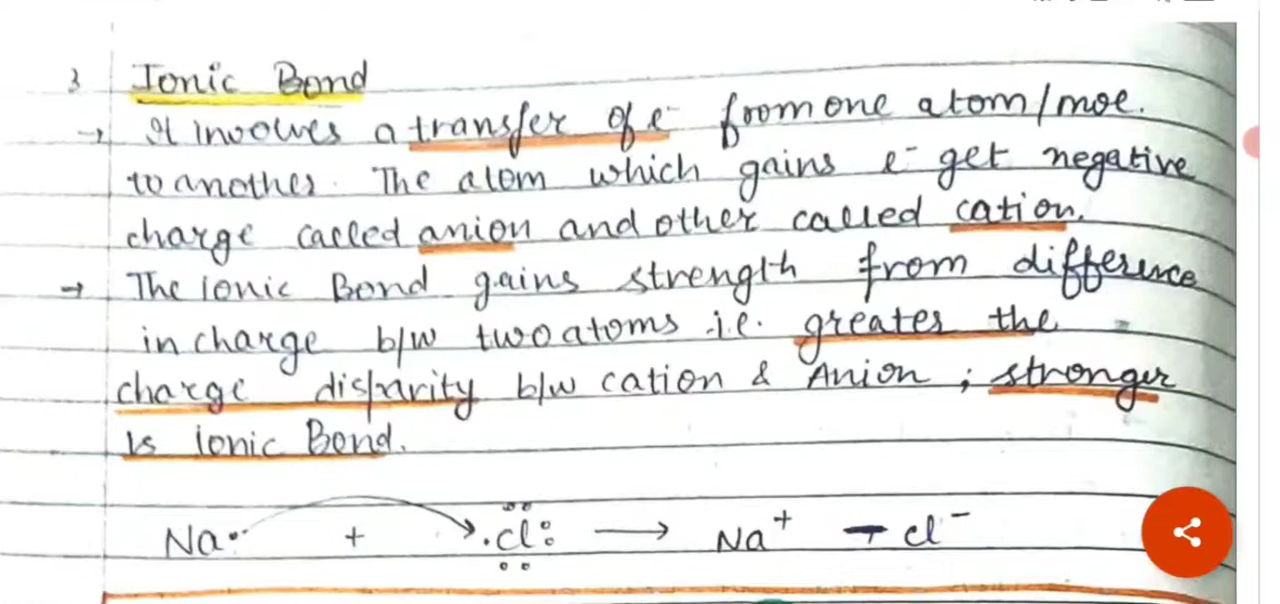 3 Ionic Bond
→ It involves a transfer of e⁻ from one atom/mol.
to another. The atom which gains e⁻ get negative
charge called anion and other called cation.
→ The ionic Bond gains strength from difference
in charge b/w two atoms i.e. greater the
charge disparity b/w cation & Anion ; stronger
is ionic Bond.
Na· + .Cl: → Na⁺ - Cl⁻